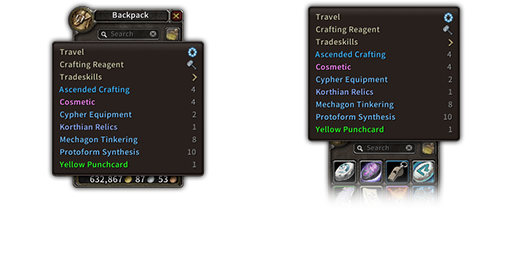 Backpack
Search
Travel
Crafting Reagent
Tradeskills
Ascended Crafting 4
Cosmetic 4
Cypher Equipment 2
Korthian Relics 1
Mechagon Tinkering 8
Protoform Synthesis 10
Yellow Punchcard 1
632,867 87 53
Travel
Crafting Reagent
Tradeskills
Ascended Crafting 4
Cosmetic 4
Cypher Equipment 2
Korthian Relics 1
Mechagon Tinkering 8
Protoform Synthesis 10
Yellow Punchcard 1
Search